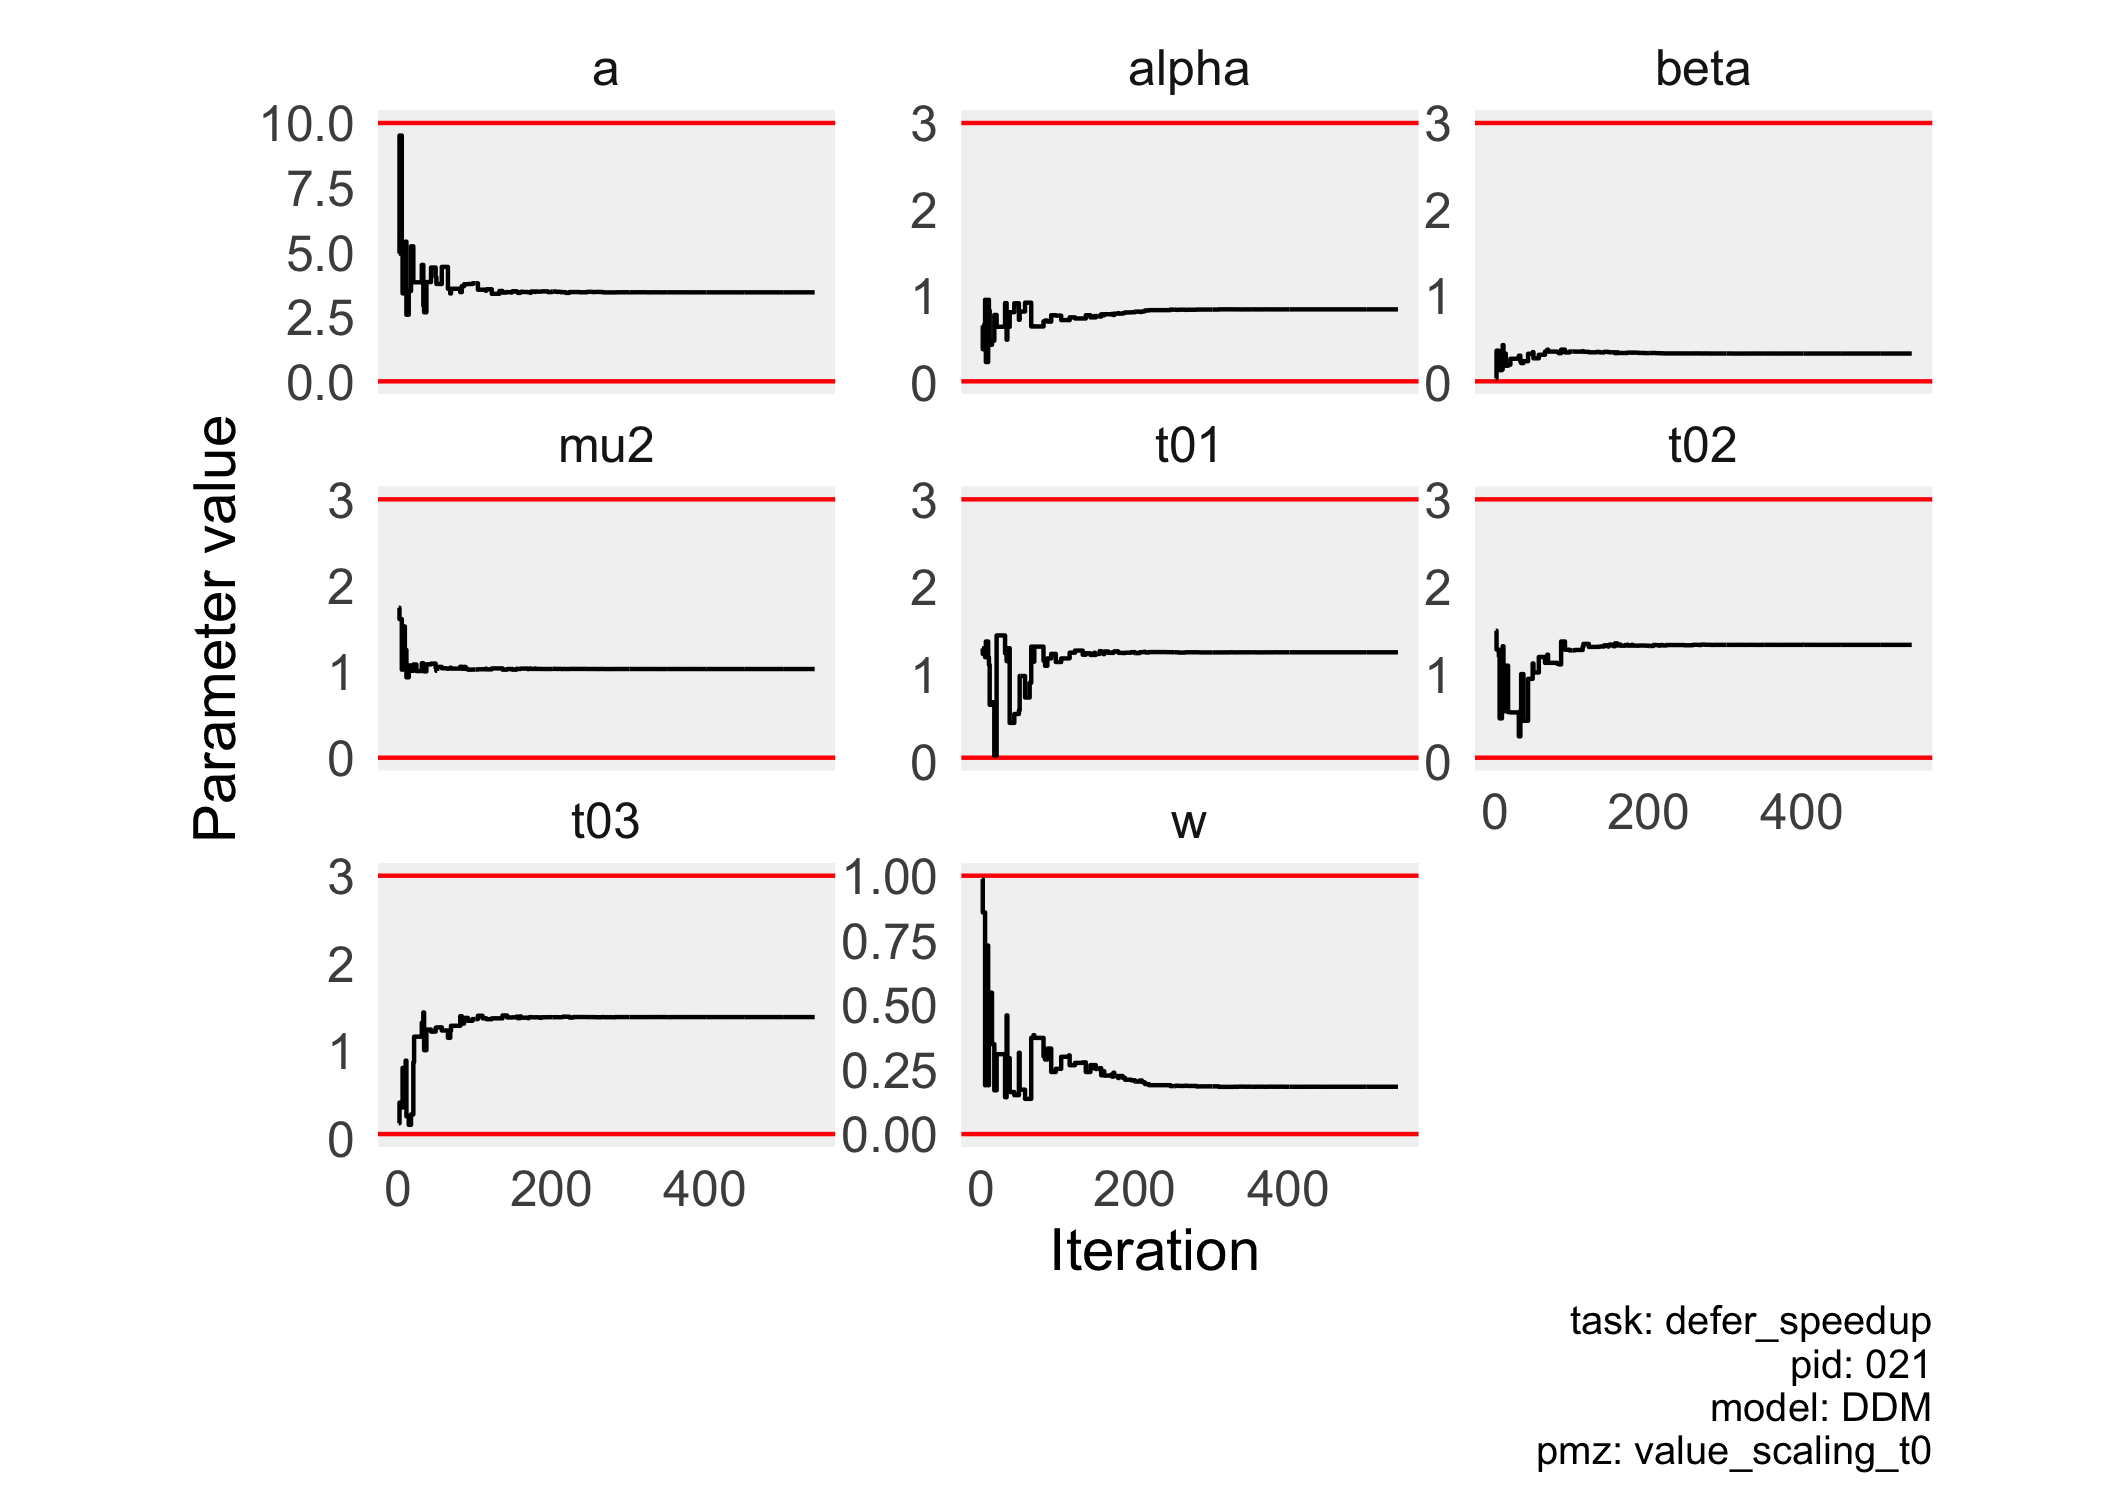 a
alpha
beta
10.0
7.5
5.0
2.5
0.0
3
2
1
0
3
2
1
0
mu2
t01
t02
3
2
1
0
3
2
1
0
3
2
1
0
0 200 400
t03
w
3
2
1
0
1.00
0.75
0.50
0.25
0.00
0 200 400
0 200 400
Parameter value
Iteration
task: defer_speedup
pid: 021
model: DDM
pmz: value_scaling_t0